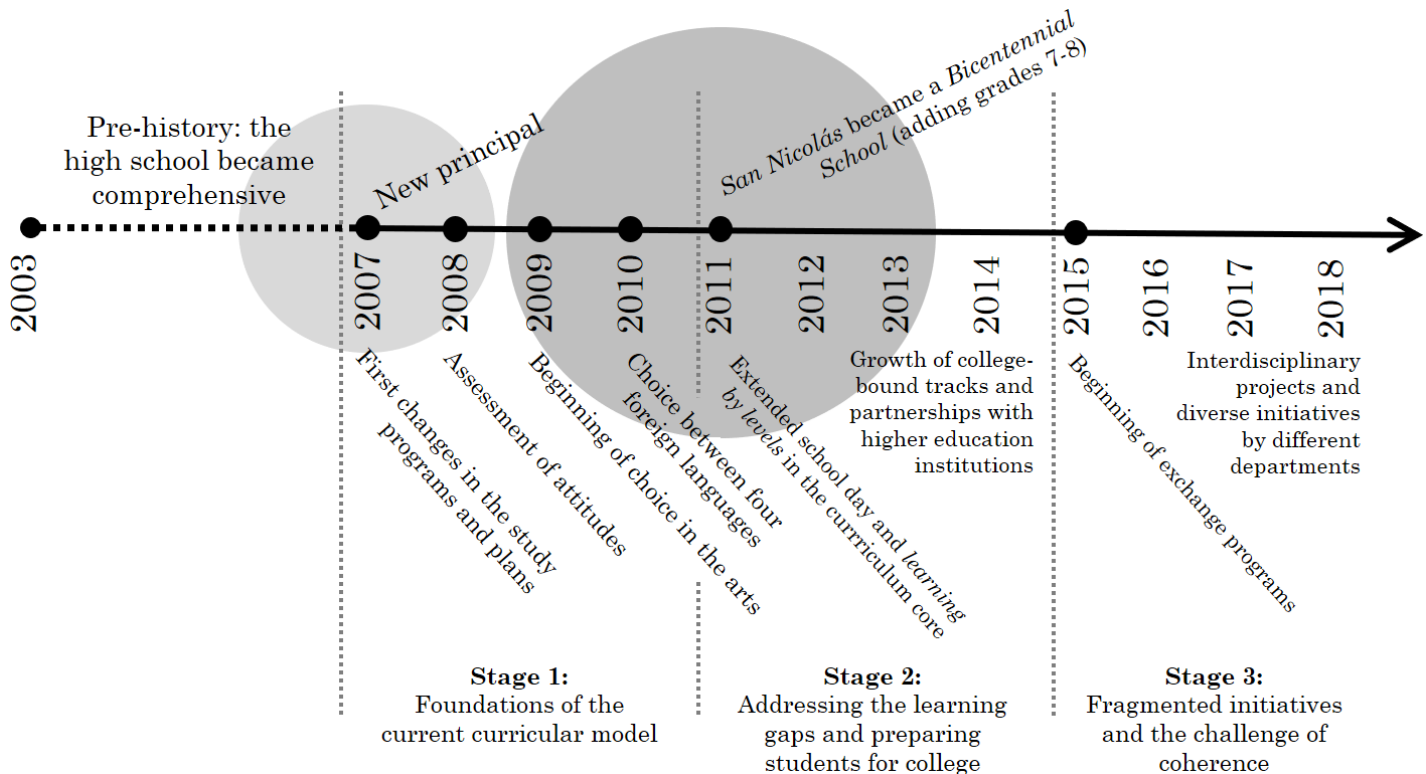 Pre-history: the
high school became
comprehensive
New principal
San Nicolás became a Bicentennial
School (adding grades 7-8)
2003
2007
2008
2009
2010
2011
2012
2013
2014
2015
2016
2017
2018
First changes in the study
programs and plans
Assessment of attitudes
Beginning of choice in the arts
Choice between four
foreign languages
Extended school day and learning
by levels in the currriculum core
Growth of college-
bound tracks and
partnerships with
higher education
institutions
Beginning of exchange programs
Interdisciplinary
projects and
diverse initiatives
by different
departments
Stage 1:
Foundations of the
current curricular model
Stage 2:
Addressing the learning
gaps and preparing
students for college
Stage 3:
Fragmented initiatives
and the challenge of
coherence